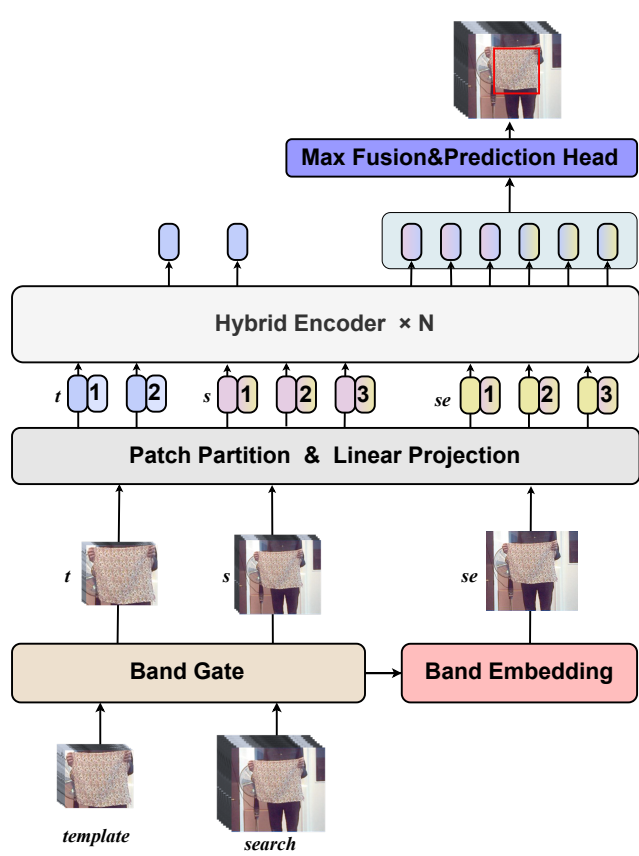 Max Fusion&Prediction Head
Hybrid Encoder × N
t 1 2 s 1 2 3 se 1 2 3
Patch Partition & Linear Projection
t s se
Band Gate Band Embedding
template search